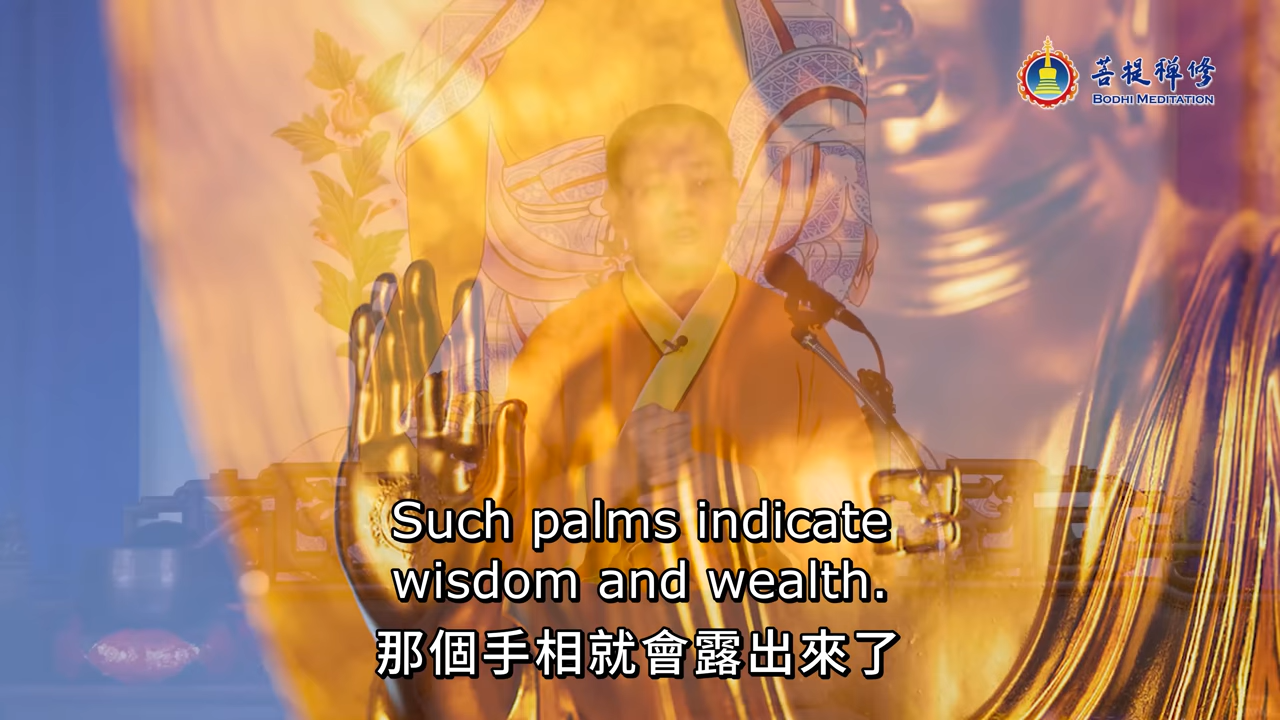 菩提禪修
BODHI MEDITATION
Such palms indicate
wisdom and wealth.
那個手相就會露出來了